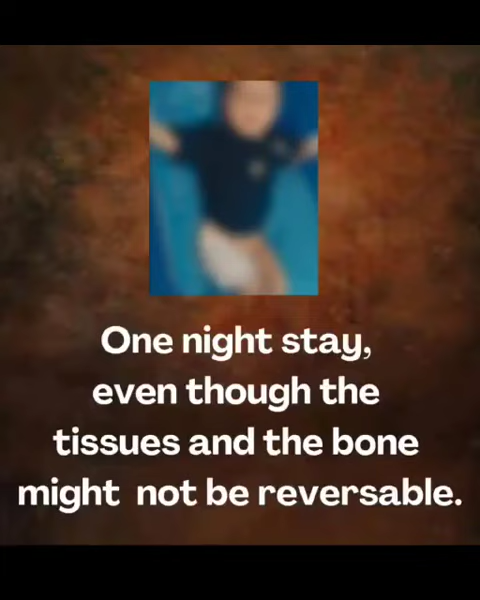 One night stay,
even though the
tissues and the bone
might not be reversable.